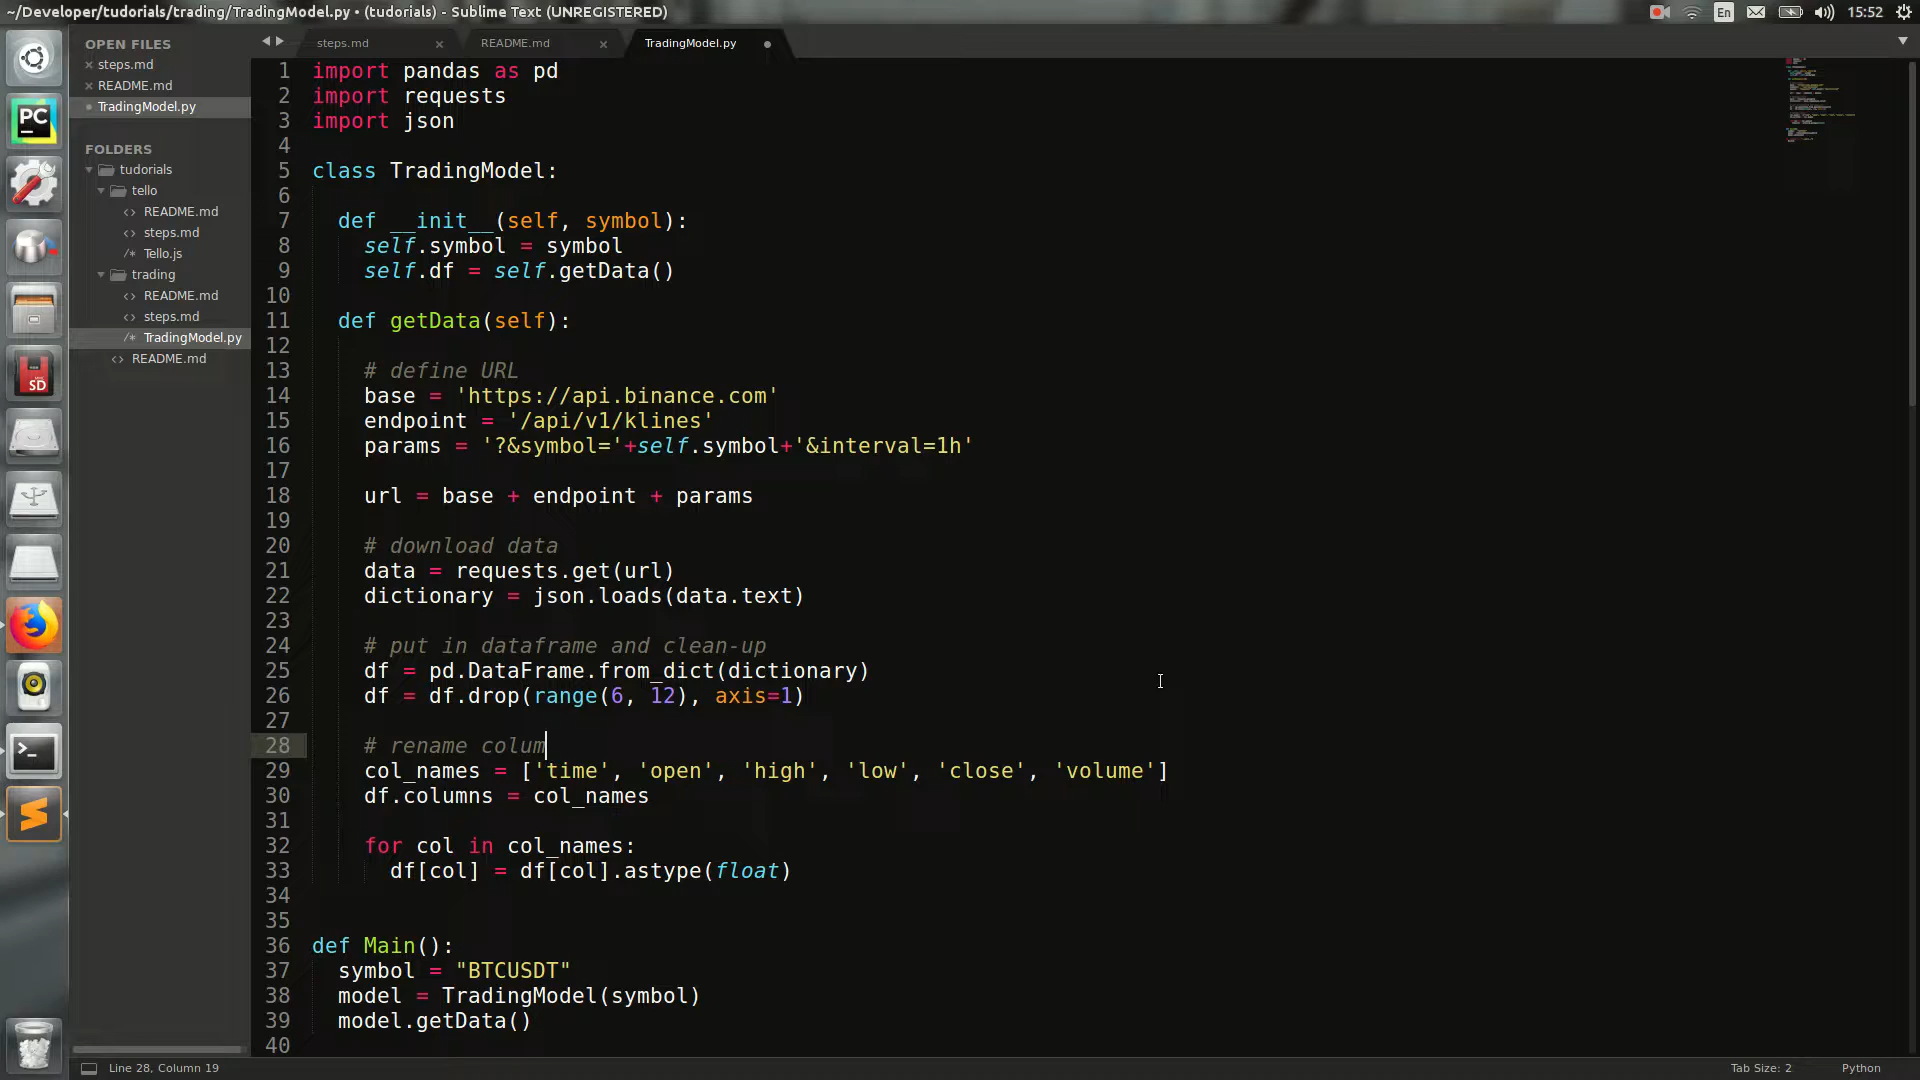 ~/Developer/tudorials/trading/TradingModel.py • (tudorials) - Sublime Text (UNREGISTERED)
En
15:52
OPEN FILES
steps.md
README.md
TradingModel.py
FOLDERS
tudorials
tello
README.md
steps.md
Tello.js
trading
README.md
steps.md
TradingModel.py
README.md
PC
SD
steps.md
README.md
TradingModel.py
1 import pandas as pd
2 import requests
3 import json
4
5 class TradingModel:
6
7   def __init__(self, symbol):
8     self.symbol = symbol
9     self.df = self.getData()
10
11   def getData(self):
12
13     # define URL
14     base = 'https://api.binance.com'
15     endpoint = '/api/v1/klines'
16     params = '?&symbol='+self.symbol+'&interval=1h'
17
18     url = base + endpoint + params
19
20     # download data
21     data = requests.get(url)
22     dictionary = json.loads(data.text)
23
24     # put in dataframe and clean-up
25     df = pd.DataFrame.from_dict(dictionary)
26     df = df.drop(range(6, 12), axis=1)
27
28     # rename colum
29     col_names = ['time', 'open', 'high', 'low', 'close', 'volume']
30     df.columns = col_names
31
32     for col in col_names:
33       df[col] = df[col].astype(float)
34
35
36 def Main():
37   symbol = "BTCUSDT"
38   model = TradingModel(symbol)
39   model.getData()
40
Line 28, Column 19
Tab Size: 2
Python